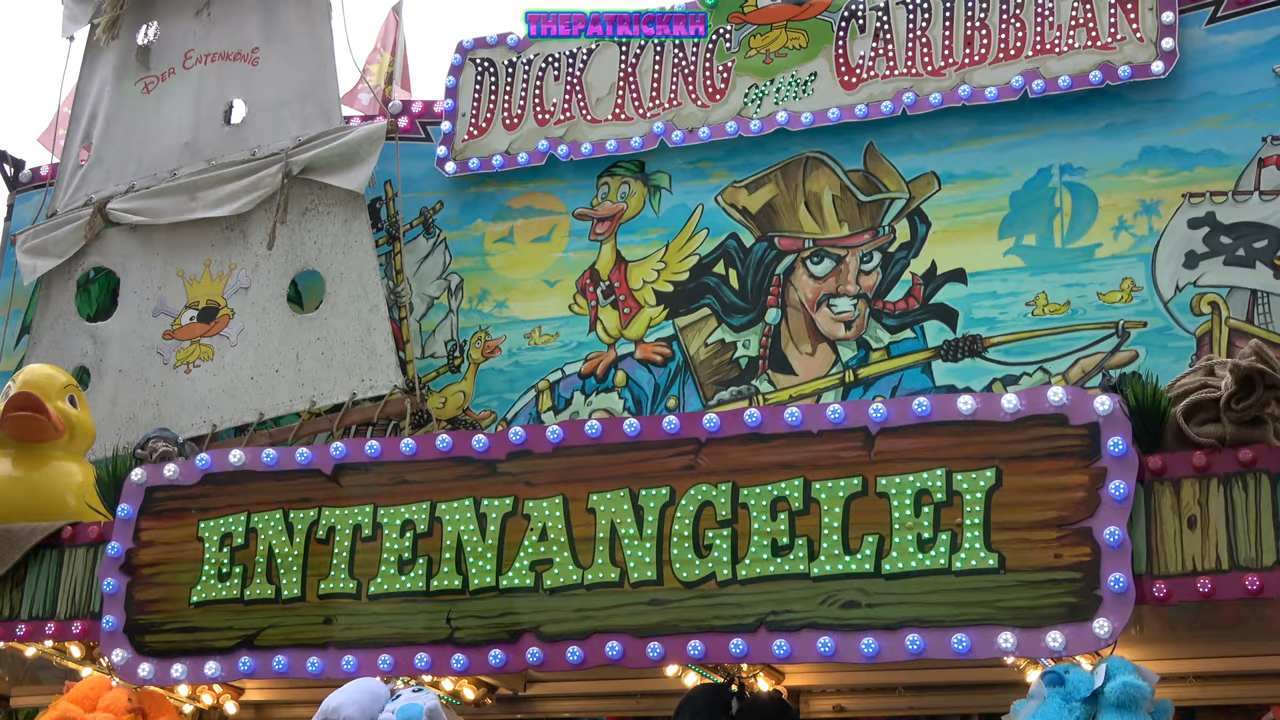 THEPATRICKRH
DUCK KING
of the
CARIBBEAN
DER ENTENKÖNIG
ENTENANGELEI